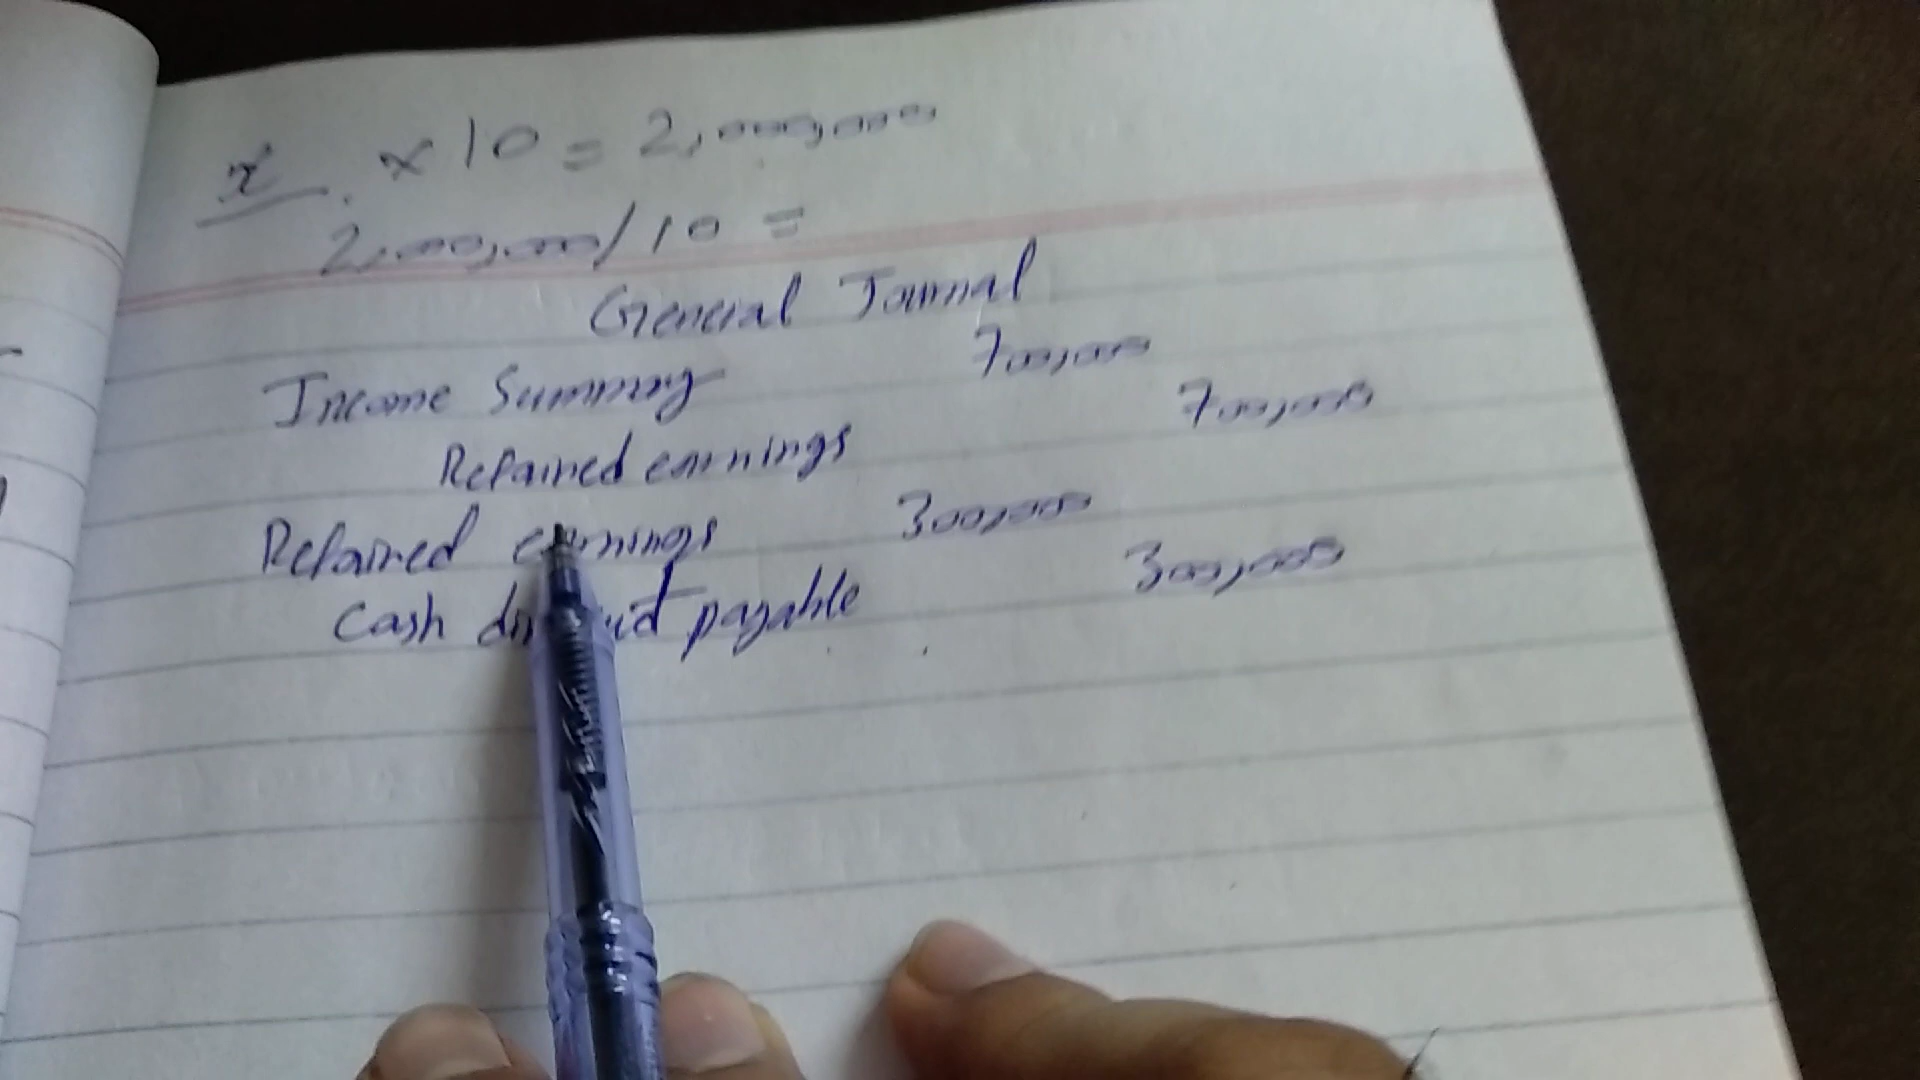 x × 10 = 2,000,000
2,000,000/10 =
General Journal
Income Summary 700,000
Retained earnings 700,000
Retained earnings 300,000
Cash payable 300,000